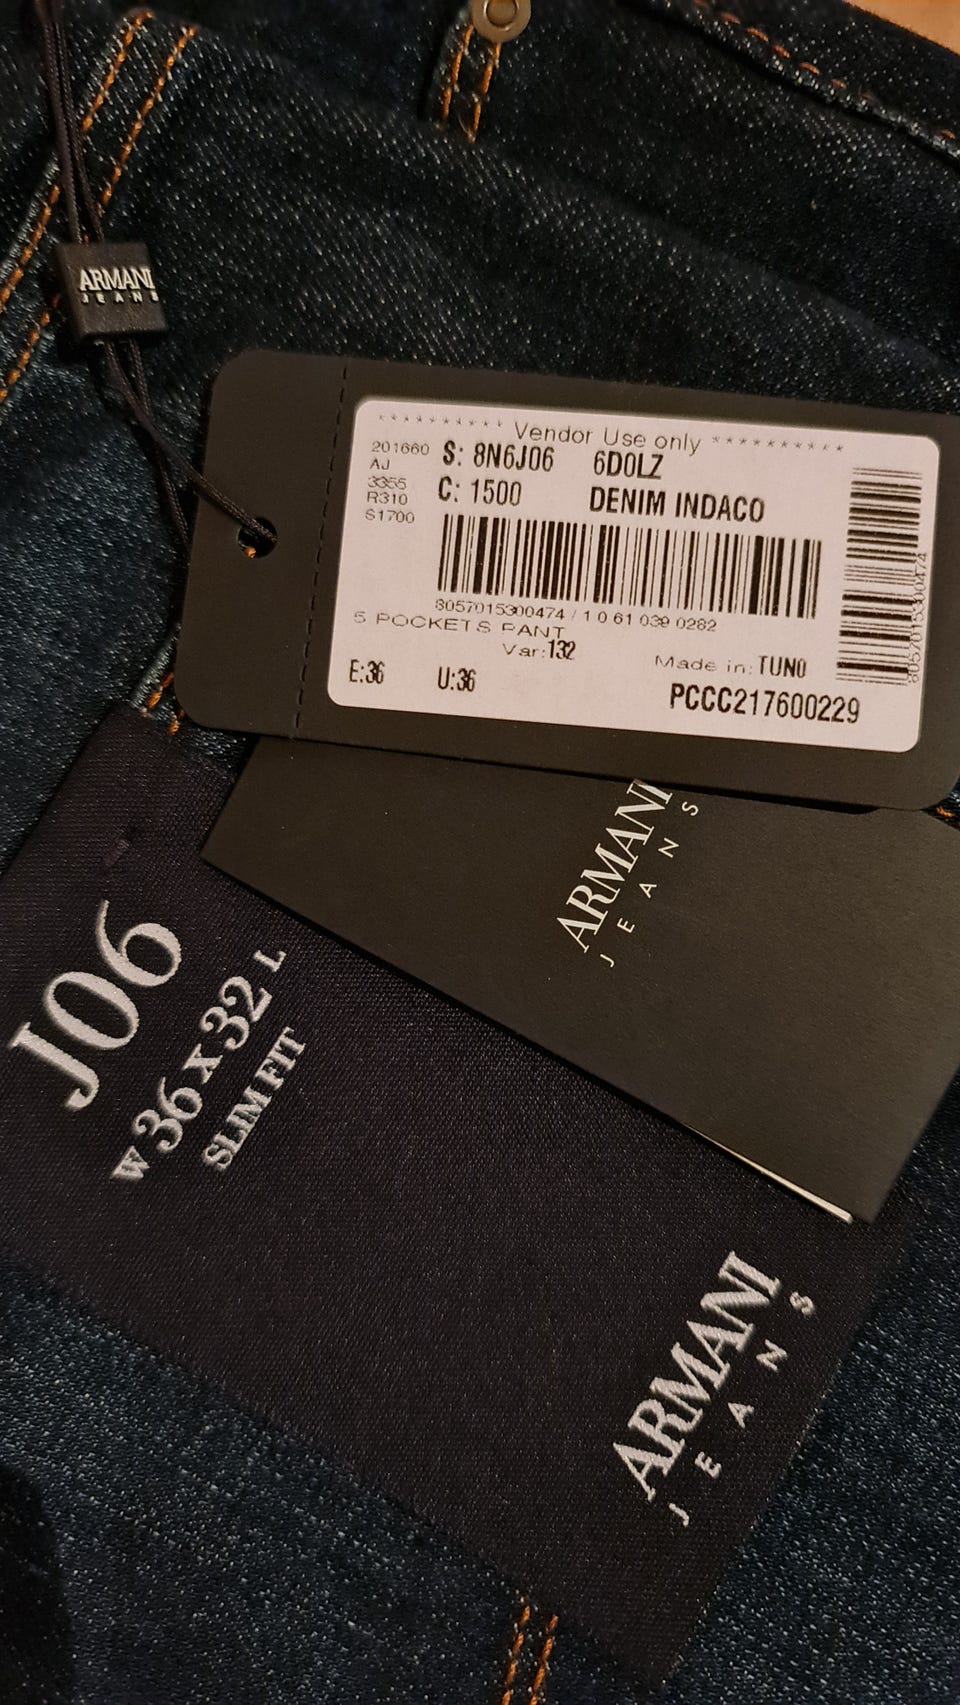 ARMANI
JEANS
********** Vendor Use only **********
201660
AJ
3355
R310
S1700
S: 8N6J06 6D0LZ
C: 1500 DENIM INDACO
8057015300474 / 1 0 61 039 0282
5 POCKETS PANT
Var:132
Made in: TUN0
E:36 U:36
PCCC217600229
8057015300474
ARMANI
JEANS
J06
W 36 x 32 L
SLIM FIT
ARMANI
JEANS